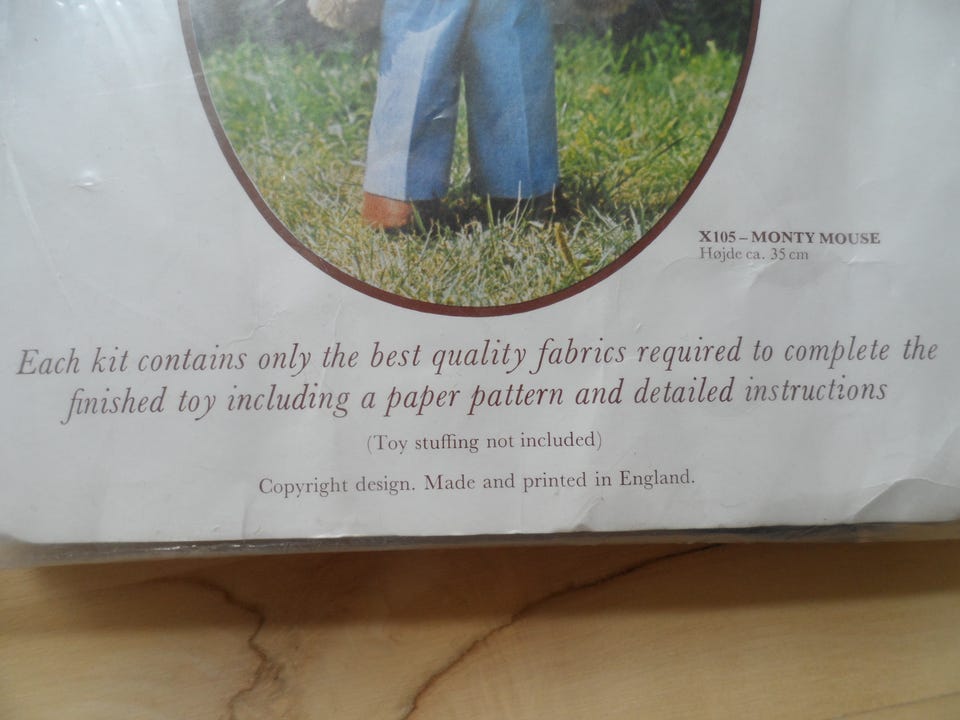 X105 – MONTY MOUSE
Højde ca. 35 cm
Each kit contains only the best quality fabrics required to complete the
finished toy including a paper pattern and detailed instructions
(Toy stuffing not included)
Copyright design. Made and printed in England.